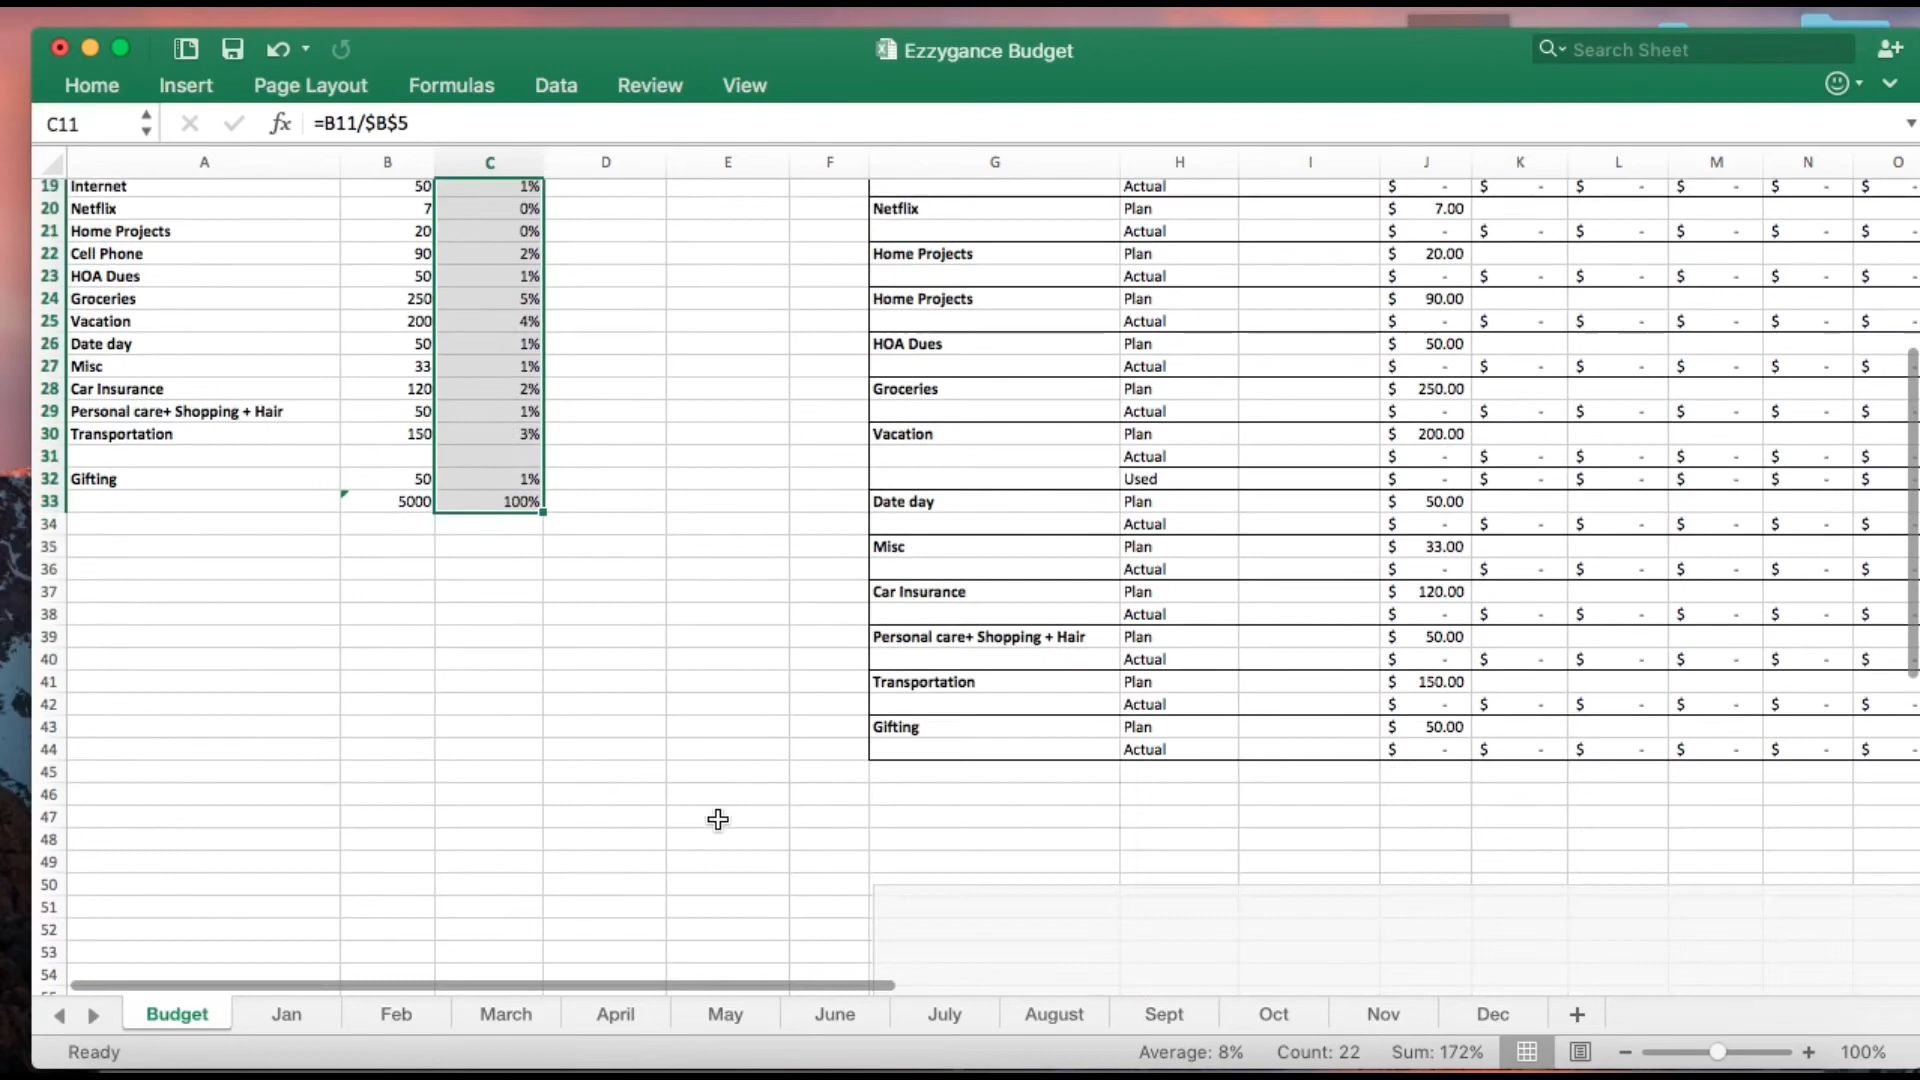 Ezzygance Budget
Search Sheet
Home Insert Page Layout Formulas Data Review View
C11 fx =B11/$B$5
A B C D E F G H I J K L M N O
19 Internet 50 1% Actual $ - $ - $ - $ - $ - $ -
20 Netflix 7 0% Netflix Plan $ 7.00
21 Home Projects 20 0% Actual $ - $ - $ - $ - $ - $ -
22 Cell Phone 90 2% Home Projects Plan $ 20.00
23 HOA Dues 50 1% Actual $ - $ - $ - $ - $ - $ -
24 Groceries 250 5% Home Projects Plan $ 90.00
25 Vacation 200 4% Actual $ - $ - $ - $ - $ - $ -
26 Date day 50 1% HOA Dues Plan $ 50.00
27 Misc 33 1% Actual $ - $ - $ - $ - $ - $ -
28 Car Insurance 120 2% Groceries Plan $ 250.00
29 Personal care+ Shopping + Hair 50 1% Actual $ - $ - $ - $ - $ - $ -
30 Transportation 150 3% Vacation Plan $ 200.00
31 Actual $ - $ - $ - $ - $ - $ -
32 Gifting 50 1% Used $ - $ - $ - $ - $ - $ -
33 5000 100% Date day Plan $ 50.00
34 Actual $ - $ - $ - $ - $ - $ -
35 Misc Plan $ 33.00
36 Actual $ - $ - $ - $ - $ - $ -
37 Car Insurance Plan $ 120.00
38 Actual $ - $ - $ - $ - $ - $ -
39 Personal care+ Shopping + Hair Plan $ 50.00
40 Actual $ - $ - $ - $ - $ - $ -
41 Transportation Plan $ 150.00
42 Actual $ - $ - $ - $ - $ - $ -
43 Gifting Plan $ 50.00
44 Actual $ - $ - $ - $ - $ - $ -
45
46
47
48
49
50
51
52
53
54
Budget Jan Feb March April May June July August Sept Oct Nov Dec +
Ready Average: 8% Count: 22 Sum: 172% − + 100%